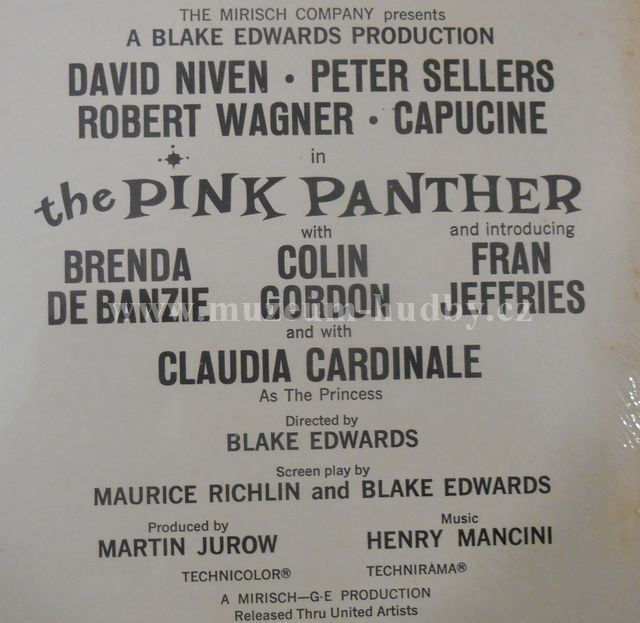 THE MIRISCH COMPANY presents
A BLAKE EDWARDS PRODUCTION
DAVID NIVEN • PETER SELLERS
ROBERT WAGNER • CAPUCINE
in
the PINK PANTHER
with
and introducing
BRENDA DE BANZIE
COLIN GORDON
FRAN JEFFRIES
www.muzeum-hudby.cz
and with
CLAUDIA CARDINALE
As The Princess
Directed by
BLAKE EDWARDS
Screen play by
MAURICE RICHLIN and BLAKE EDWARDS
Produced by
MARTIN JUROW
Music
HENRY MANCINI
TECHNICOLOR® TECHNIRAMA®
A MIRISCH—G-E PRODUCTION
Released Thru United Artists